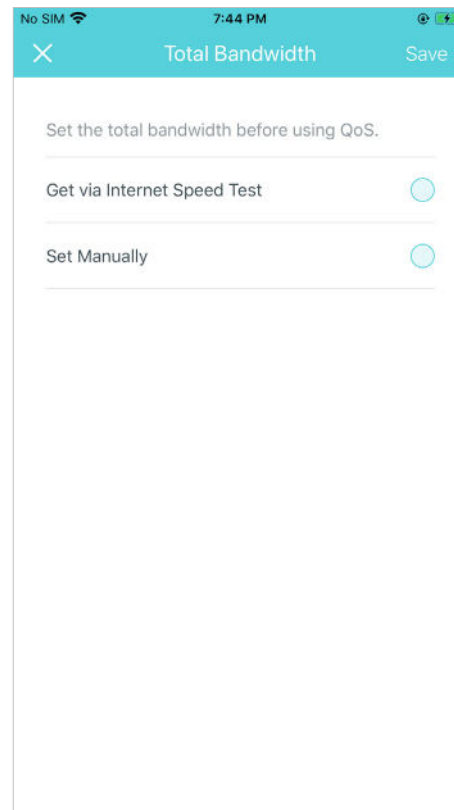 No SIM 7:44 PM
Total Bandwidth Save
Set the total bandwidth before using QoS.
Get via Internet Speed Test
Set Manually